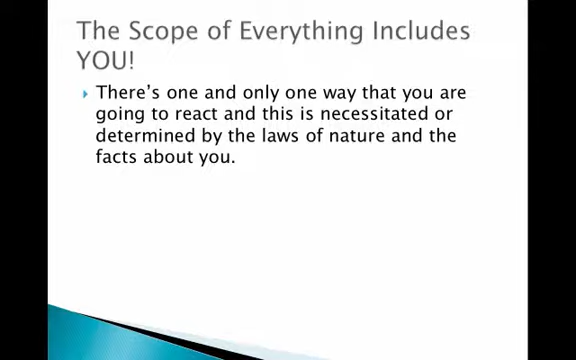 The Scope of Everything Includes
YOU!
There's one and only one way that you are
going to react and this is necessitated or
determined by the laws of nature and the
facts about you.